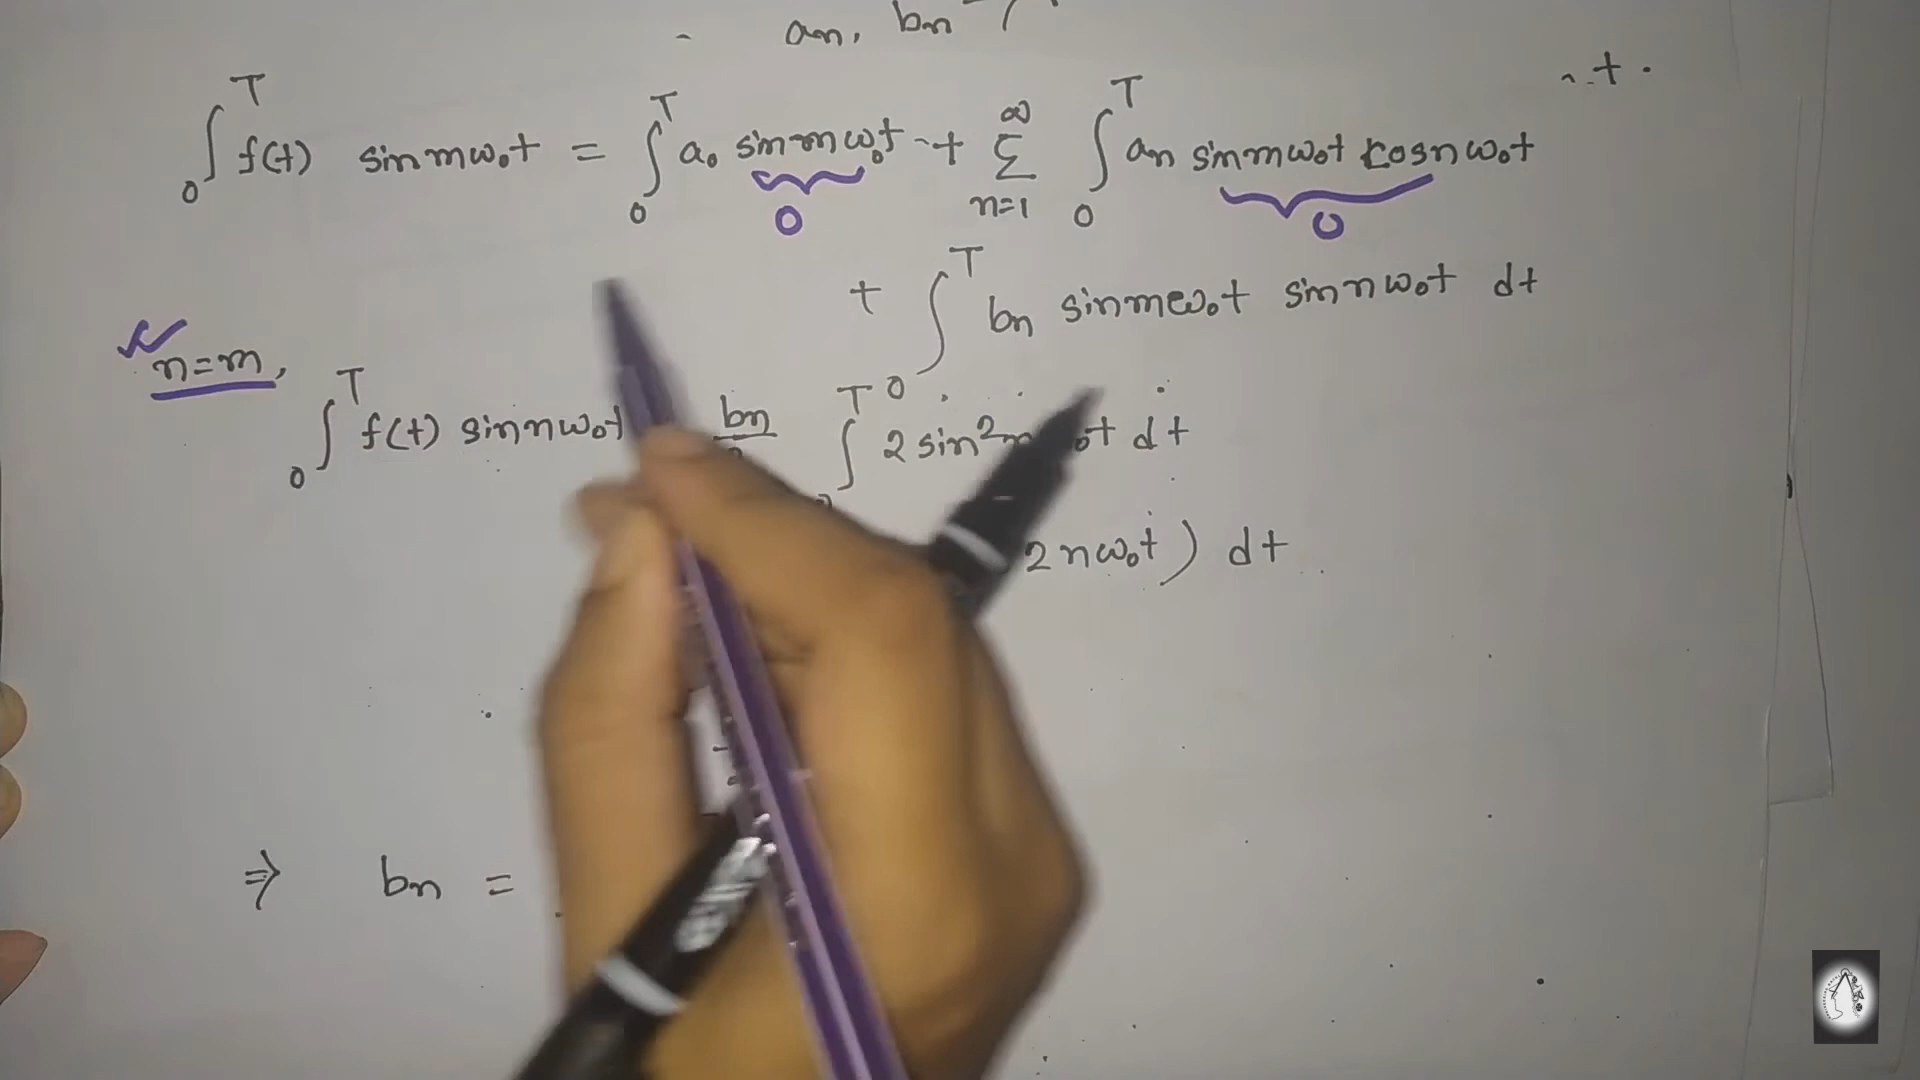 an, bn
∫₀ᵀ f(t) sin mω₀t = ∫₀ᵀ a₀ sin mω₀t + Σₙ₌₁^∞ ∫₀ᵀ an sin mω₀t cos nω₀t
0 0
+ ∫₀ᵀ bn sin mω₀t sin nω₀t dt
n=m,
∫₀ᵀ f(t) sin nω₀t bn ∫ᵀ 2 sin² ₀t dt
2nω₀t) dt
⇒ bn =